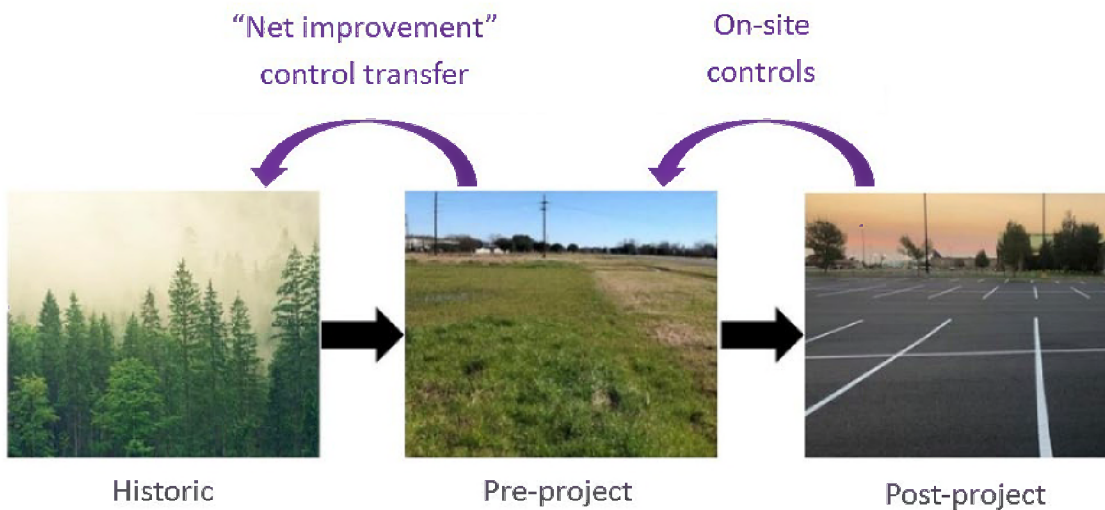 “Net improvement”
control transfer
On-site
controls
Historic
Pre-project
Post-project